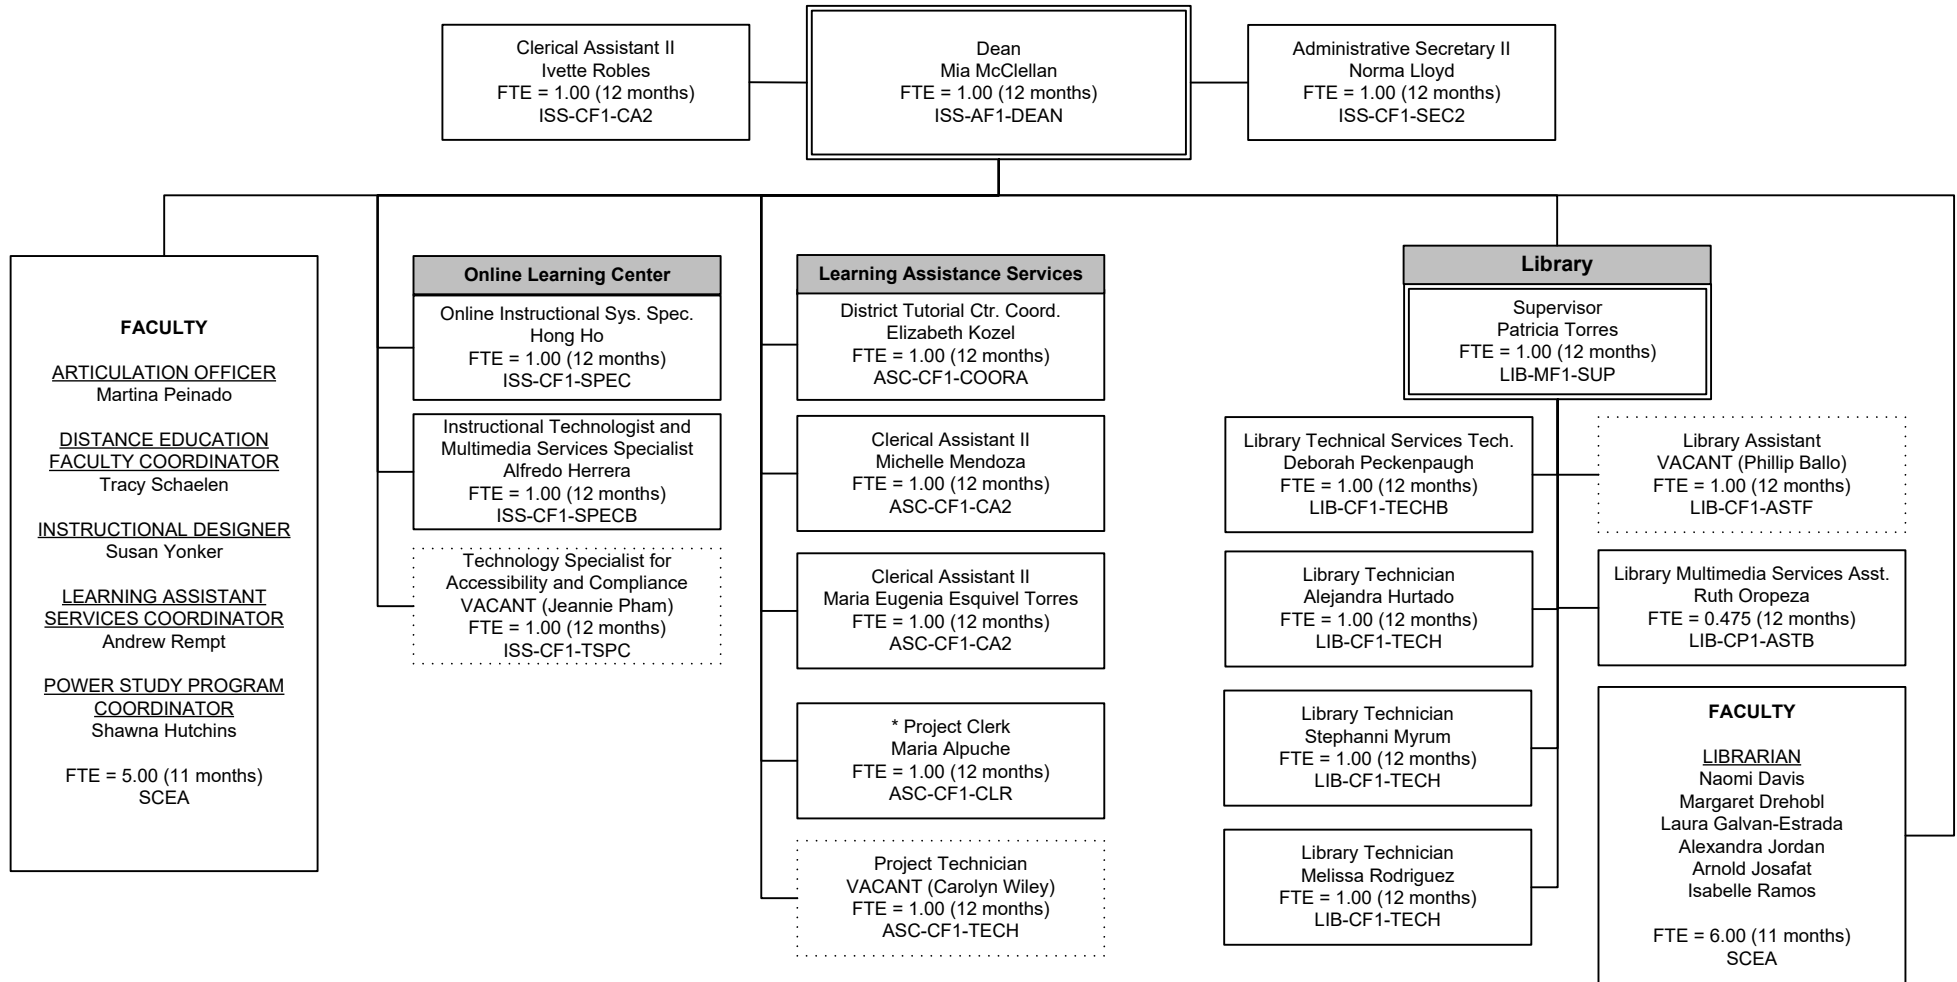 Clerical Assistant II
Ivette Robles
FTE = 1.00 (12 months)
ISS-CF1-CA2
Dean
Mia McClellan
FTE = 1.00 (12 months)
ISS-AF1-DEAN
Administrative Secretary II
Norma Lloyd
FTE = 1.00 (12 months)
ISS-CF1-SEC2
FACULTY
ARTICULATION OFFICER
Martina Peinado
DISTANCE EDUCATION
FACULTY COORDINATOR
Tracy Schaelen
INSTRUCTIONAL DESIGNER
Susan Yonker
LEARNING ASSISTANT
SERVICES COORDINATOR
Andrew Rempt
POWER STUDY PROGRAM
COORDINATOR
Shawna Hutchins
FTE = 5.00 (11 months)
SCEA
Online Learning Center
Online Instructional Sys. Spec.
Hong Ho
FTE = 1.00 (12 months)
ISS-CF1-SPEC
Instructional Technologist and
Multimedia Services Specialist
Alfredo Herrera
FTE = 1.00 (12 months)
ISS-CF1-SPECB
Technology Specialist for
Accessibility and Compliance
VACANT (Jeannie Pham)
FTE = 1.00 (12 months)
ISS-CF1-TSPC
Learning Assistance Services
District Tutorial Ctr. Coord.
Elizabeth Kozel
FTE = 1.00 (12 months)
ASC-CF1-COORA
Clerical Assistant II
Michelle Mendoza
FTE = 1.00 (12 months)
ASC-CF1-CA2
Clerical Assistant II
Maria Eugenia Esquivel Torres
FTE = 1.00 (12 months)
ASC-CF1-CA2
* Project Clerk
Maria Alpuche
FTE = 1.00 (12 months)
ASC-CF1-CLR
Project Technician
VACANT (Carolyn Wiley)
FTE = 1.00 (12 months)
ASC-CF1-TECH
Library
Supervisor
Patricia Torres
FTE = 1.00 (12 months)
LIB-MF1-SUP
Library Technical Services Tech.
Deborah Peckenpaugh
FTE = 1.00 (12 months)
LIB-CF1-TECHB
Library Technician
Alejandra Hurtado
FTE = 1.00 (12 months)
LIB-CF1-TECH
Library Technician
Stephanni Myrum
FTE = 1.00 (12 months)
LIB-CF1-TECH
Library Technician
Melissa Rodriguez
FTE = 1.00 (12 months)
LIB-CF1-TECH
Library Assistant
VACANT (Phillip Ballo)
FTE = 1.00 (12 months)
LIB-CF1-ASTF
Library Multimedia Services Asst.
Ruth Oropeza
FTE = 0.475 (12 months)
LIB-CP1-ASTB
FACULTY
LIBRARIAN
Naomi Davis
Margaret Drehobl
Laura Galvan-Estrada
Alexandra Jordan
Arnold Josafat
Isabelle Ramos
FTE = 6.00 (11 months)
SCEA